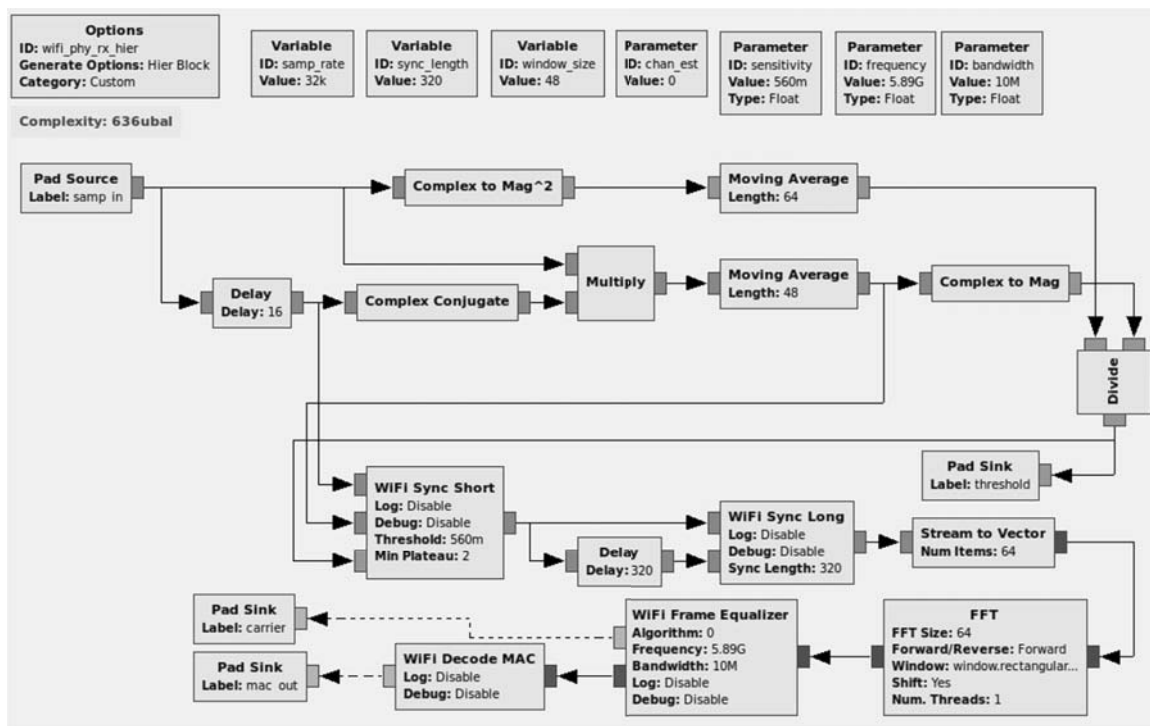 Options
ID: wifi_phy_rx_hier
Generate Options: Hier Block
Category: Custom
Variable
ID: samp_rate
Value: 32k
Variable
ID: sync_length
Value: 320
Variable
ID: window_size
Value: 48
Parameter
ID: chan_est
Value: 0
Parameter
ID: sensitivity
Value: 560m
Type: Float
Parameter
ID: frequency
Value: 5.89G
Type: Float
Parameter
ID: bandwidth
Value: 10M
Type: Float
Complexity: 636ubal
Pad Source
Label: samp_in
Complex to Mag^2
Moving Average
Length: 64
Delay
Delay: 16
Complex Conjugate
Multiply
Moving Average
Length: 48
Complex to Mag
Divide
Pad Sink
Label: threshold
WiFi Sync Short
Log: Disable
Debug: Disable
Threshold: 560m
Min Plateau: 2
Delay
Delay: 320
WiFi Sync Long
Log: Disable
Debug: Disable
Sync Length: 320
Stream to Vector
Num Items: 64
Pad Sink
Label: carrier
Pad Sink
Label: mac_out
WiFi Decode MAC
Log: Disable
Debug: Disable
WiFi Frame Equalizer
Algorithm: 0
Frequency: 5.89G
Bandwidth: 10M
Log: Disable
Debug: Disable
FFT
FFT Size: 64
Forward/Reverse: Forward
Window: window.rectangular...
Shift: Yes
Num. Threads: 1